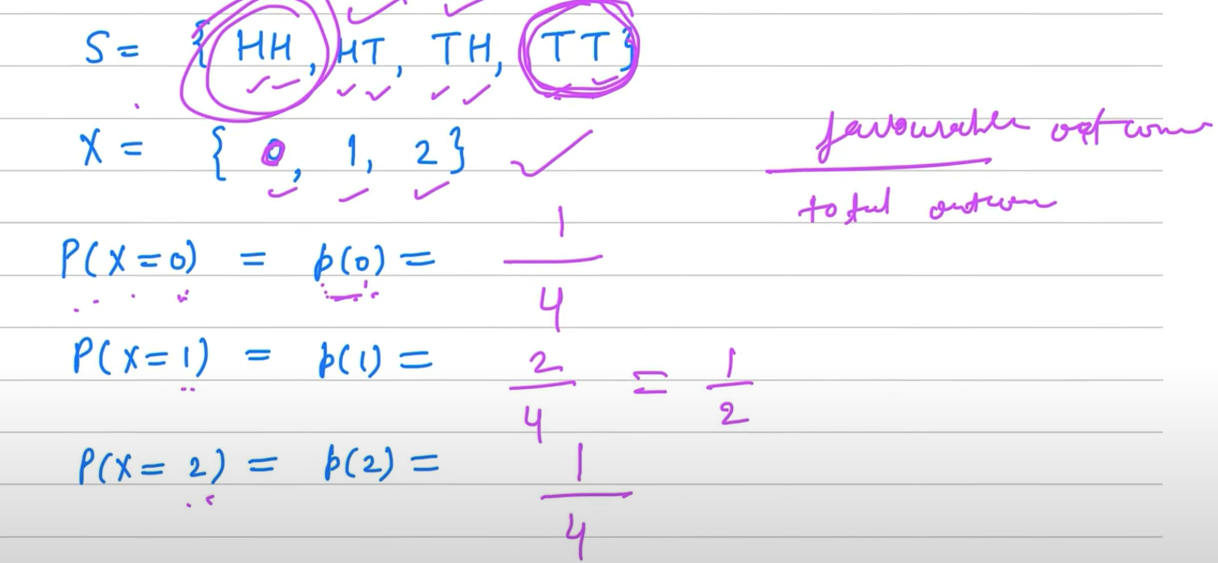 S = { HH, HT, TH, TT}
X = { 0, 1, 2}
favourable outcome
total outcome
P(X=0) = p(0) = 1/4
P(X=1) = p(1) = 2/4 = 1/2
P(X=2) = p(2) = 1/4